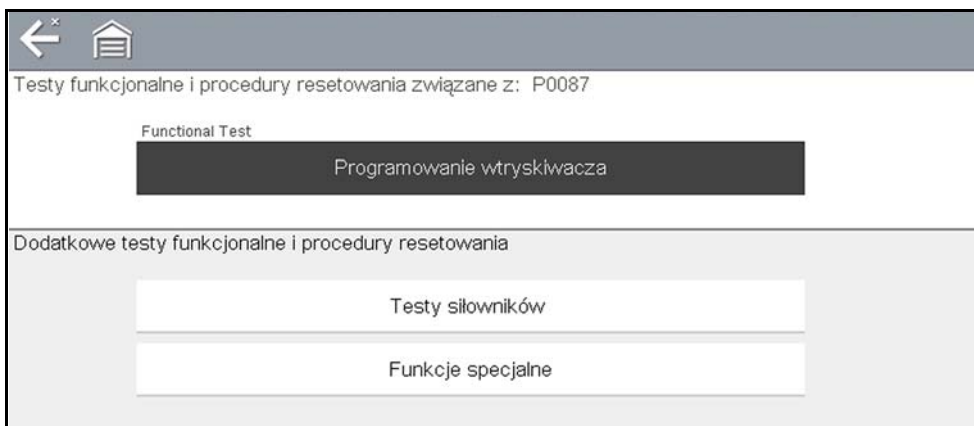 Testy funkcjonalne i procedury resetowania związane z: P0087
Functional Test
Programowanie wtryskiwacza
Dodatkowe testy funkcjonalne i procedury resetowania
Testy siłowników
Funkcje specjalne